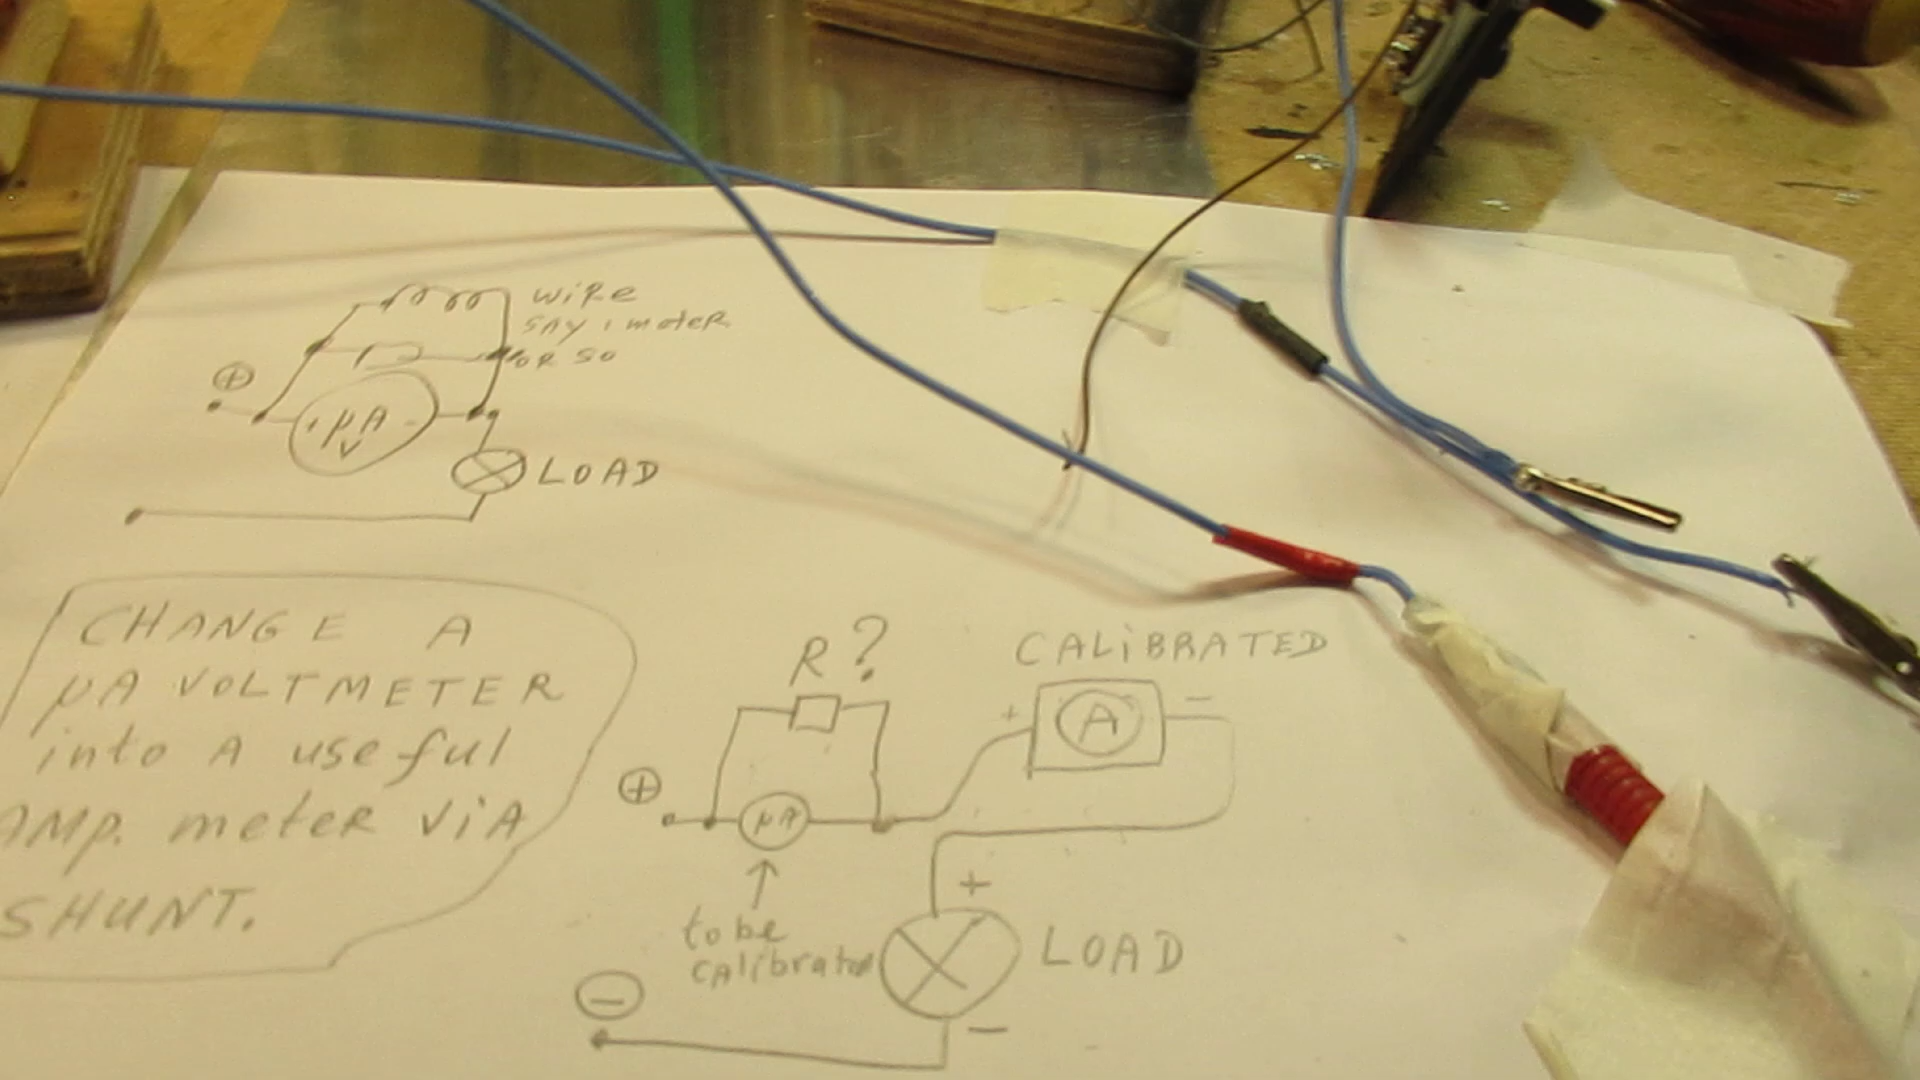 WIRE
SAY 1 meter
OR SO
+
+ μA -
V
LOAD
CHANGE A
μA VOLTMETER
into A useful
AMP. meter VIA
SHUNT.
R?
CALIBRATED
+ A -
+
μA
to be
calibrated
+
LOAD
-
-